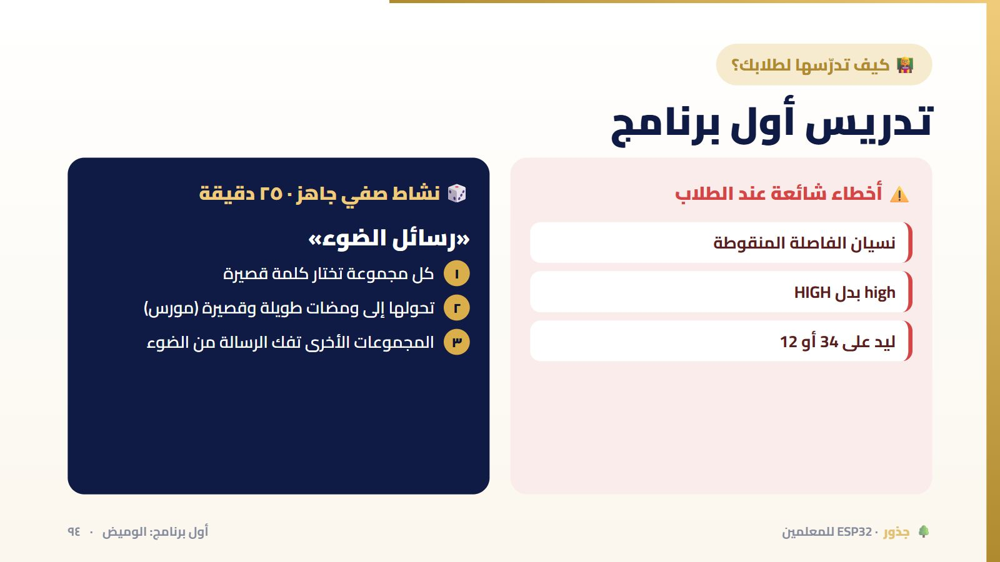 كيف تدرّسها لطلابك؟
تدريس أول برنامج
أخطاء شائعة عند الطلاب
نسيان الفاصلة المنقوطة
high بدل HIGH
ليد على 34 أو 12
نشاط صفي جاهز · ٢٥ دقيقة
«رسائل الضوء»
١ كل مجموعة تختار كلمة قصيرة
٢ تحولها إلى ومضات طويلة وقصيرة (مورس)
٣ المجموعات الأخرى تفك الرسالة من الضوء
جذور · ESP32 للمعلمين
أول برنامج: الوميض · ٩٤